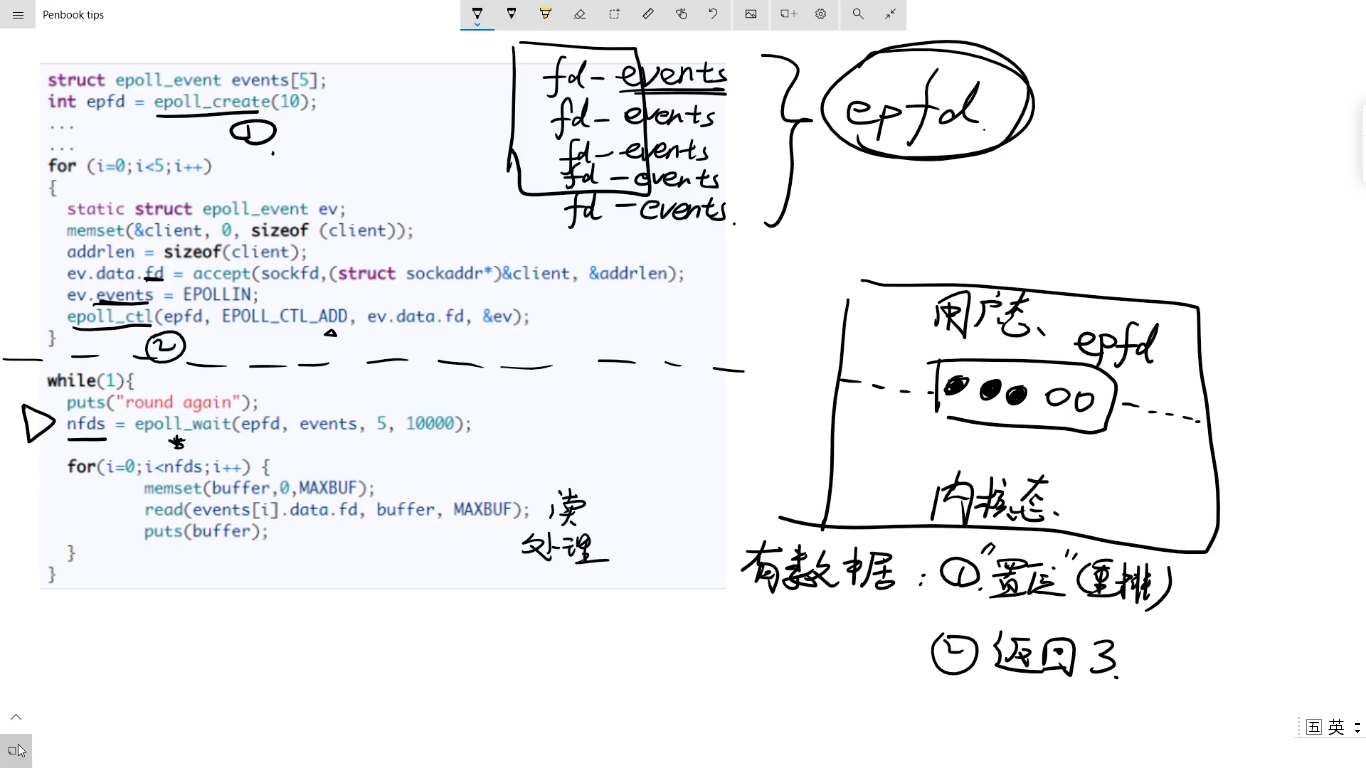 Penbook tips
struct epoll_event events[5];
int epfd = epoll_create(10);
...
...
for (i=0;i<5;i++)
{
static struct epoll_event ev;
memset(&client, 0, sizeof (client));
addrlen = sizeof(client);
ev.data.fd = accept(sockfd,(struct sockaddr*)&client, &addrlen);
ev.events = EPOLLIN;
epoll_ctl(epfd, EPOLL_CTL_ADD, ev.data.fd, &ev);
}
while(1){
puts("round again");
nfds = epoll_wait(epfd, events, 5, 10000);
for(i=0;i<nfds;i++) {
memset(buffer,0,MAXBUF);
read(events[i].data.fd, buffer, MAXBUF);
puts(buffer);
}
}
①
②
读
处理
fd - events
fd - events
fd - events
fd - events
fd - events.
epfd.
用户态、
epfd
内核态.
有数据：①."置位"(重排)
② 返回3.
五 英